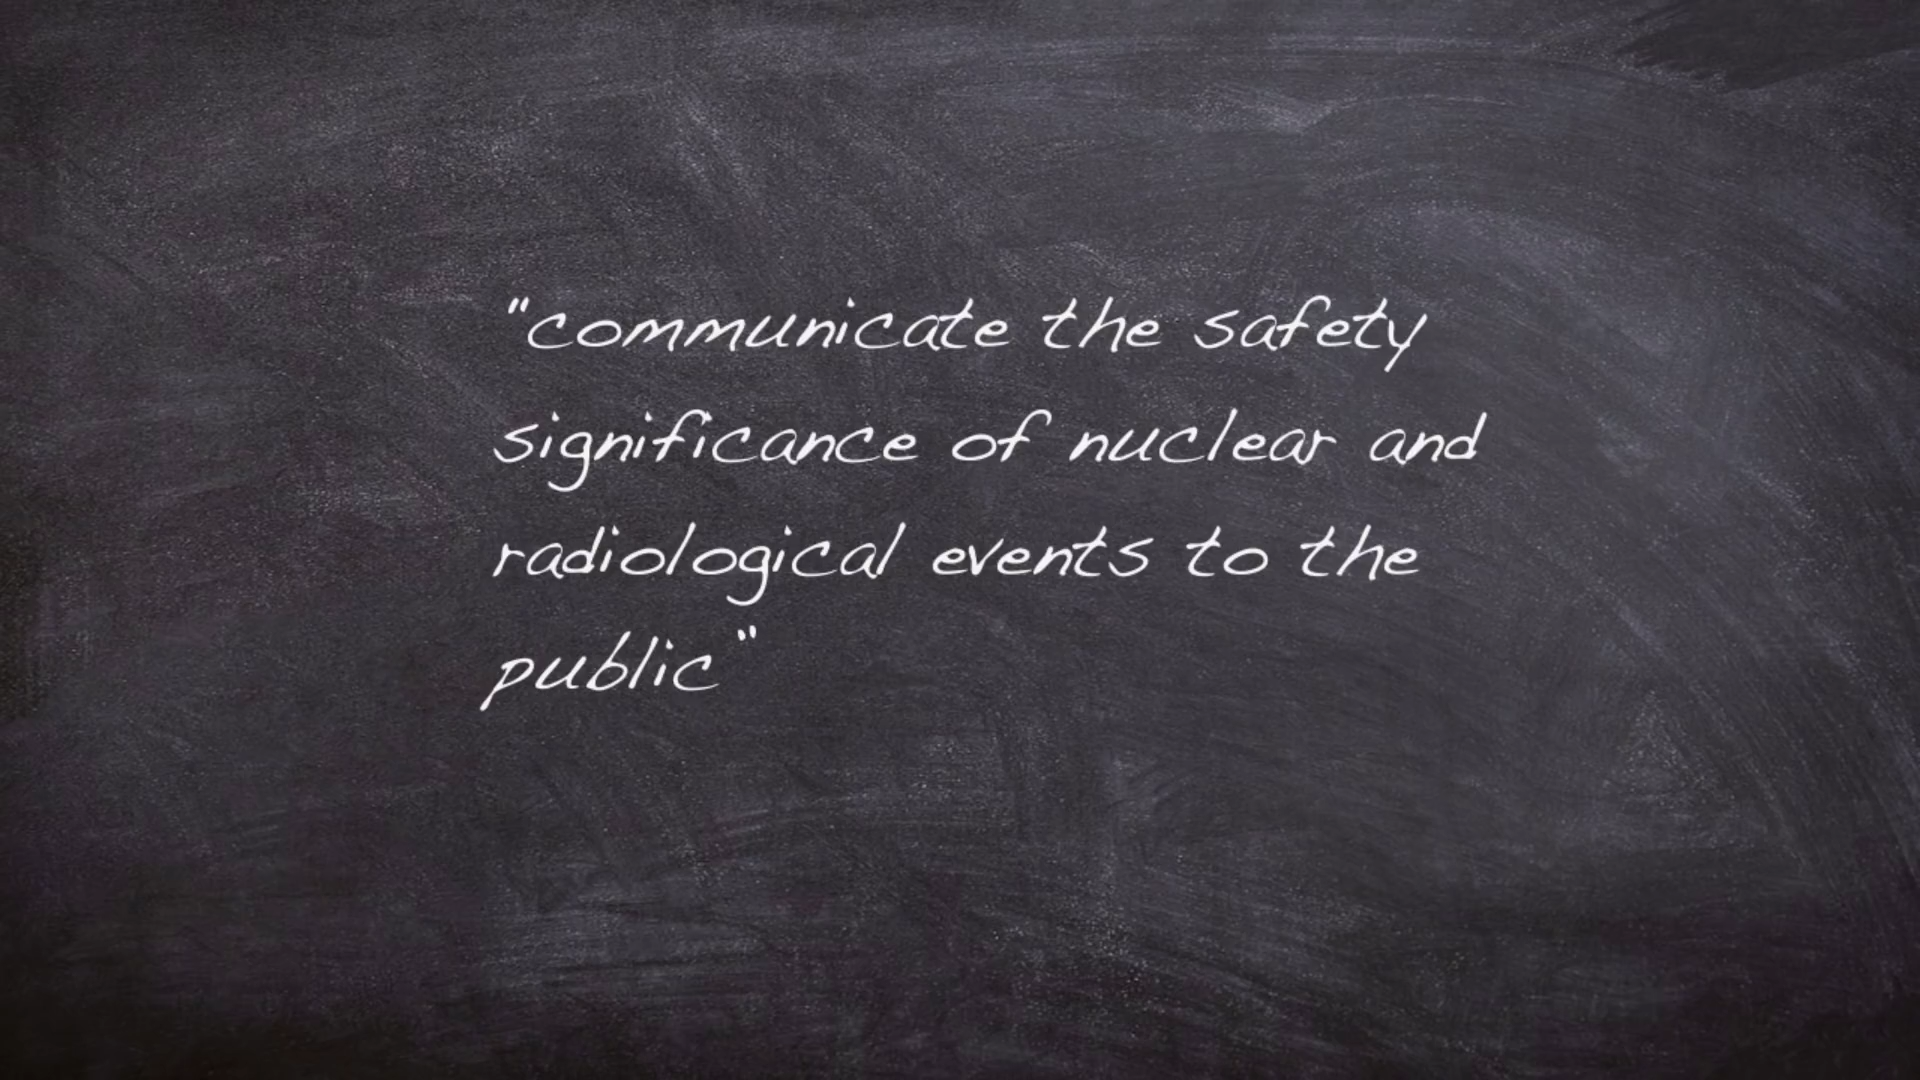 "communicate the safety
significance of nuclear and
radiological events to the
public"